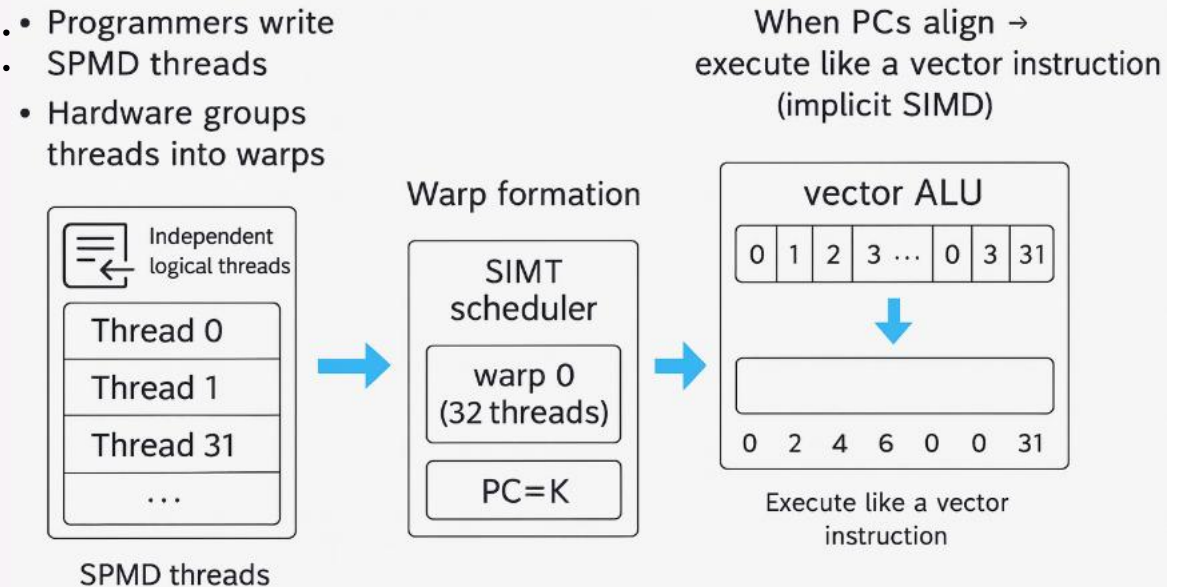 • Programmers write
• SPMD threads
• Hardware groups
threads into warps
When PCs align →
execute like a vector instruction
(implicit SIMD)
Independent
logical threads
Thread 0
Thread 1
Thread 31
...
SPMD threads
Warp formation
SIMT
scheduler
warp 0
(32 threads)
PC=K
vector ALU
0 1 2 3 ... 0 3 31
0 2 4 6 0 0 31
Execute like a vector
instruction